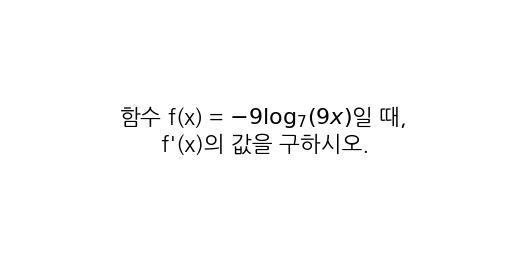 함수 f(x) = −9log₇(9x)일 때,
f'(x)의 값을 구하시오.